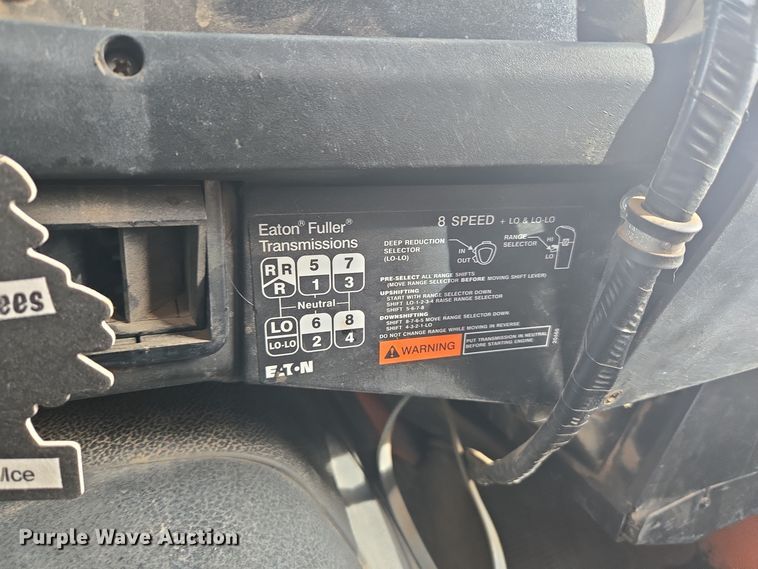 Eaton® Fuller®
Transmissions
8 SPEED + LO & LO-LO
DEEP REDUCTION
SELECTOR
(LO-LO)
IN
OUT
RANGE
SELECTOR
HI
LO
R R 5 7
R 1 3
Neutral
LO 6 8
LO-LO 2 4
EATON
PRE-SELECT ALL RANGE SHIFTS
(MOVE RANGE SELECTOR BEFORE MOVING SHIFT LEVER)
UPSHIFTING
START WITH RANGE SELECTOR DOWN
SHIFT LO-1-2-3-4 RAISE RANGE SELECTOR
SHIFT 5-6-7-8
DOWNSHIFTING
SHIFT 8-7-6-5 MOVE RANGE SELECTOR DOWN
SHIFT 4-3-2-1-LO
DO NOT CHANGE RANGE WHILE MOVING IN REVERSE
WARNING
PUT TRANSMISSION IN NEUTRAL
BEFORE STARTING ENGINE
ees
/Ice
Purple Wave Auction